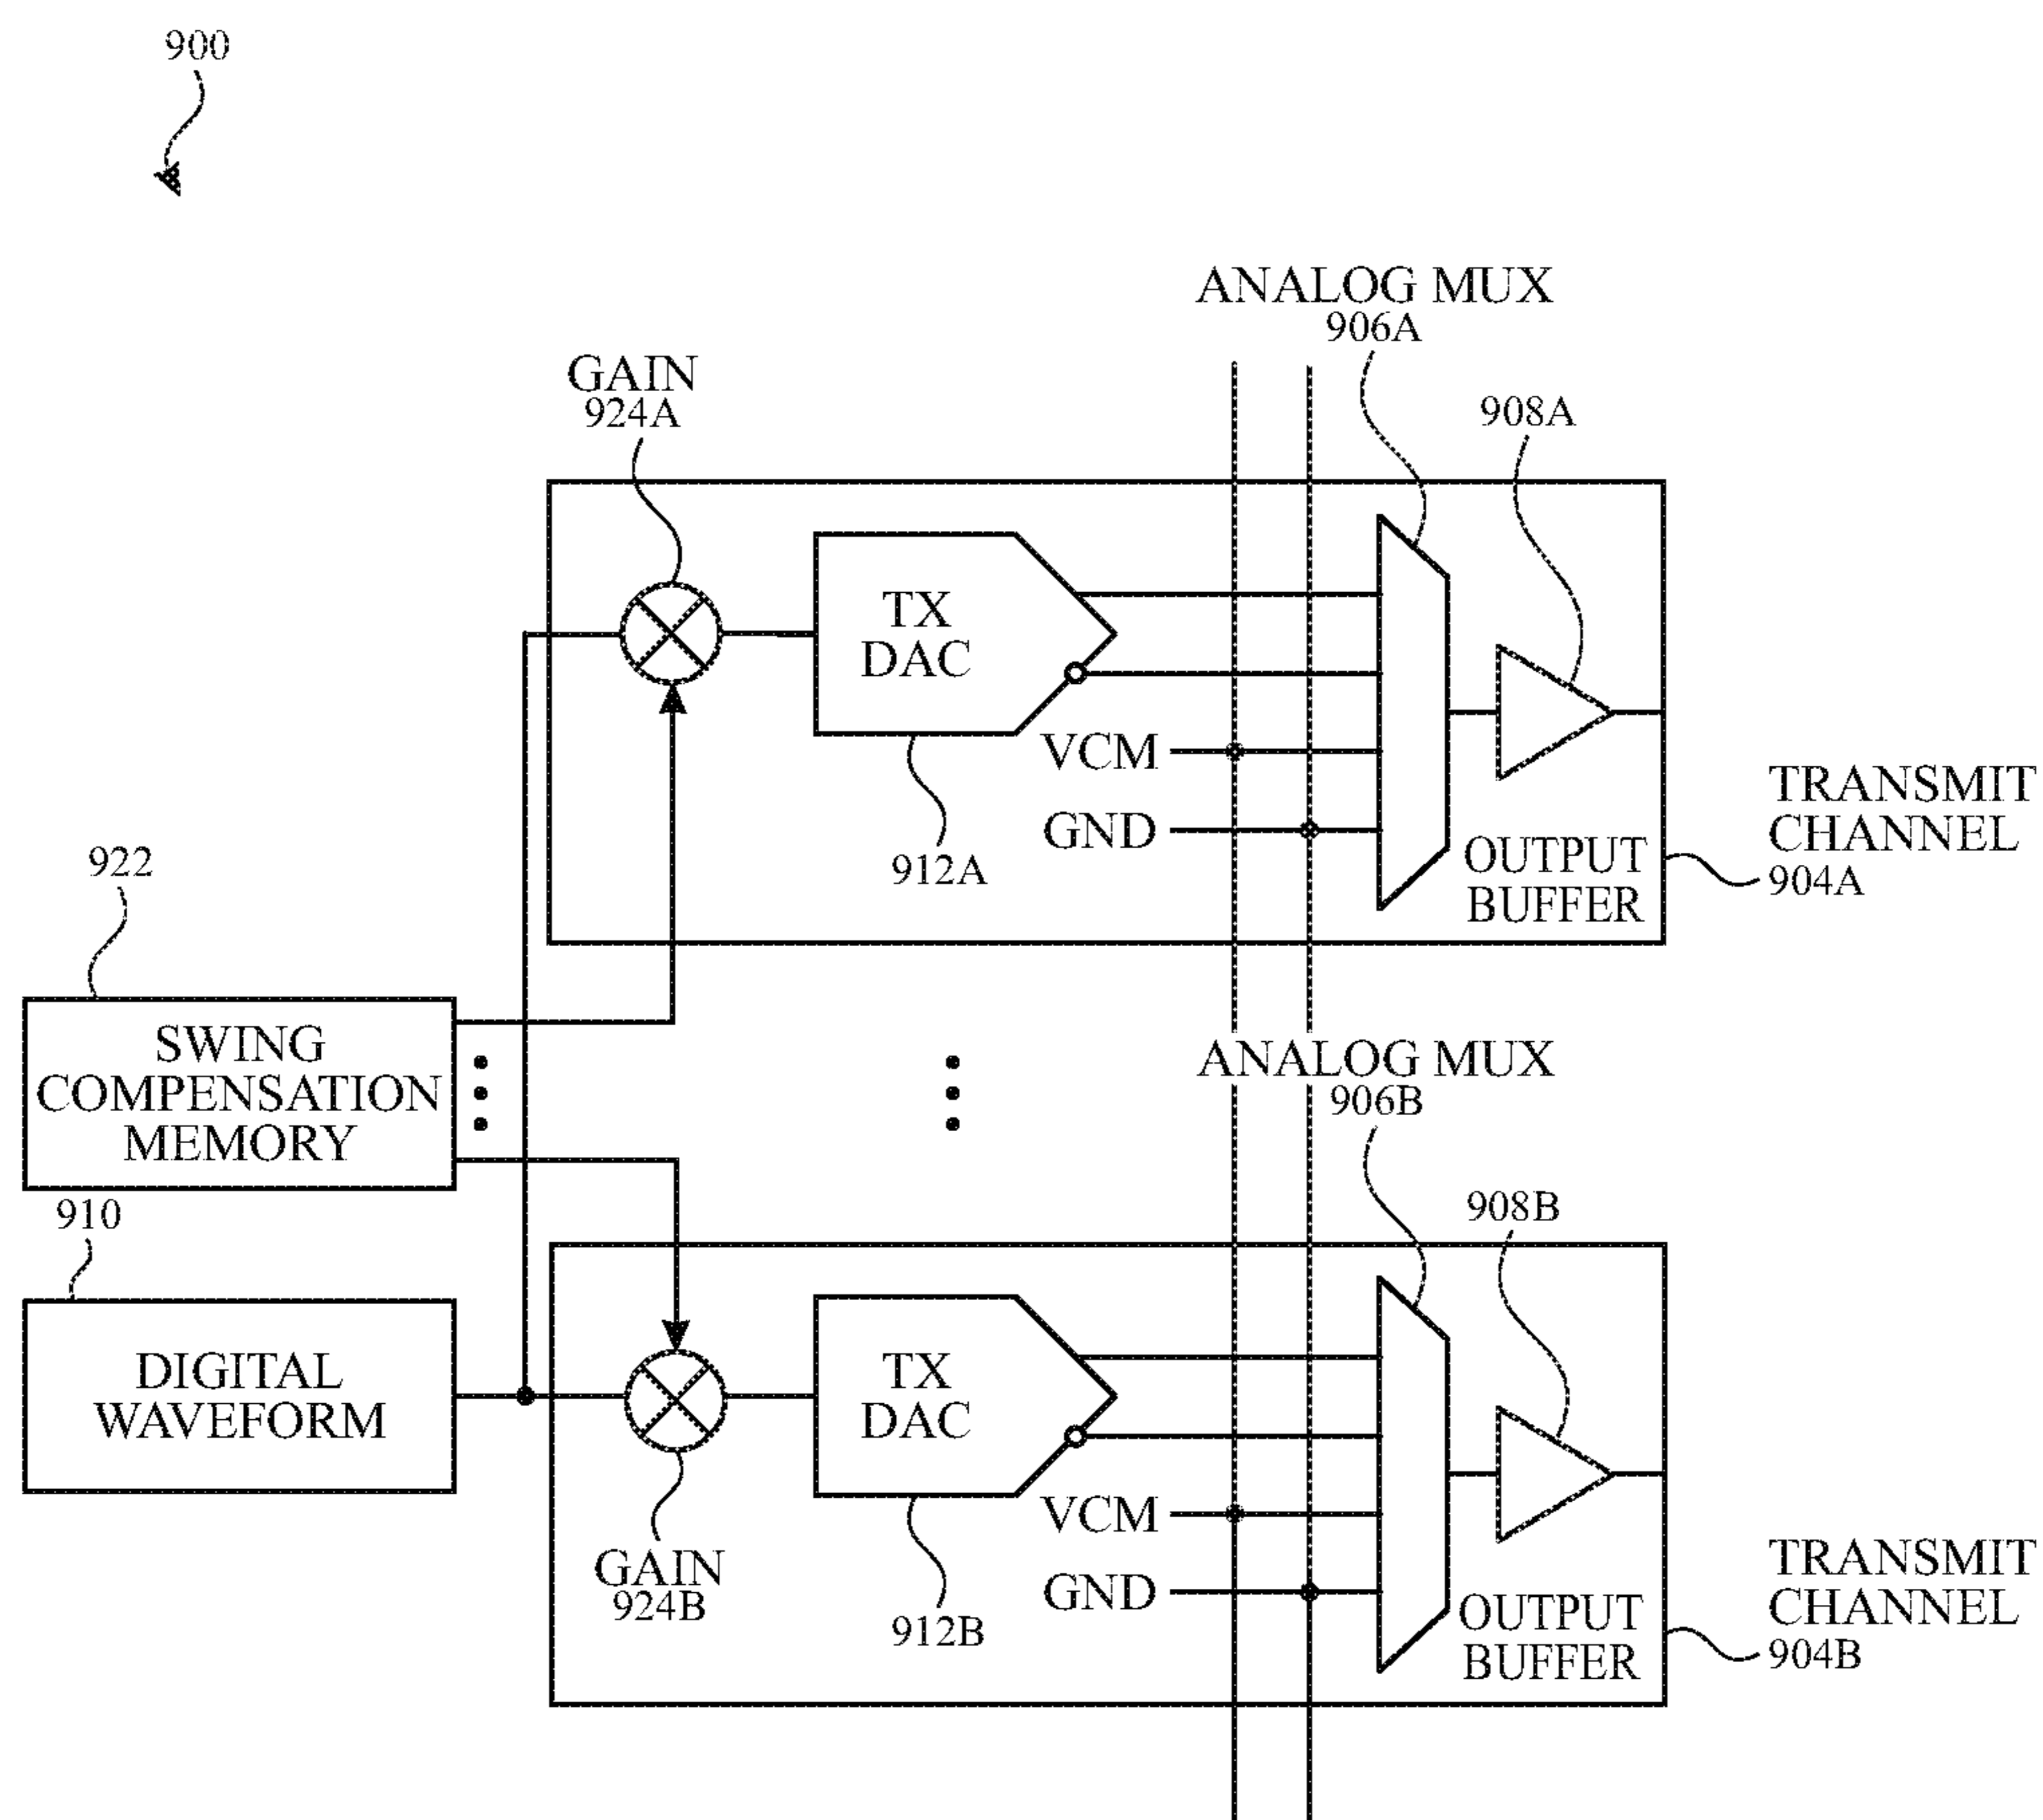 900
ANALOG MUX
906A
GAIN
924A
908A
TX
DAC
VCM
GND
912A
OUTPUT
BUFFER
TRANSMIT
CHANNEL
904A
922
SWING
COMPENSATION
MEMORY
ANALOG MUX
906B
910
908B
DIGITAL
WAVEFORM
TX
DAC
VCM
GND
GAIN
924B
912B
OUTPUT
BUFFER
TRANSMIT
CHANNEL
904B